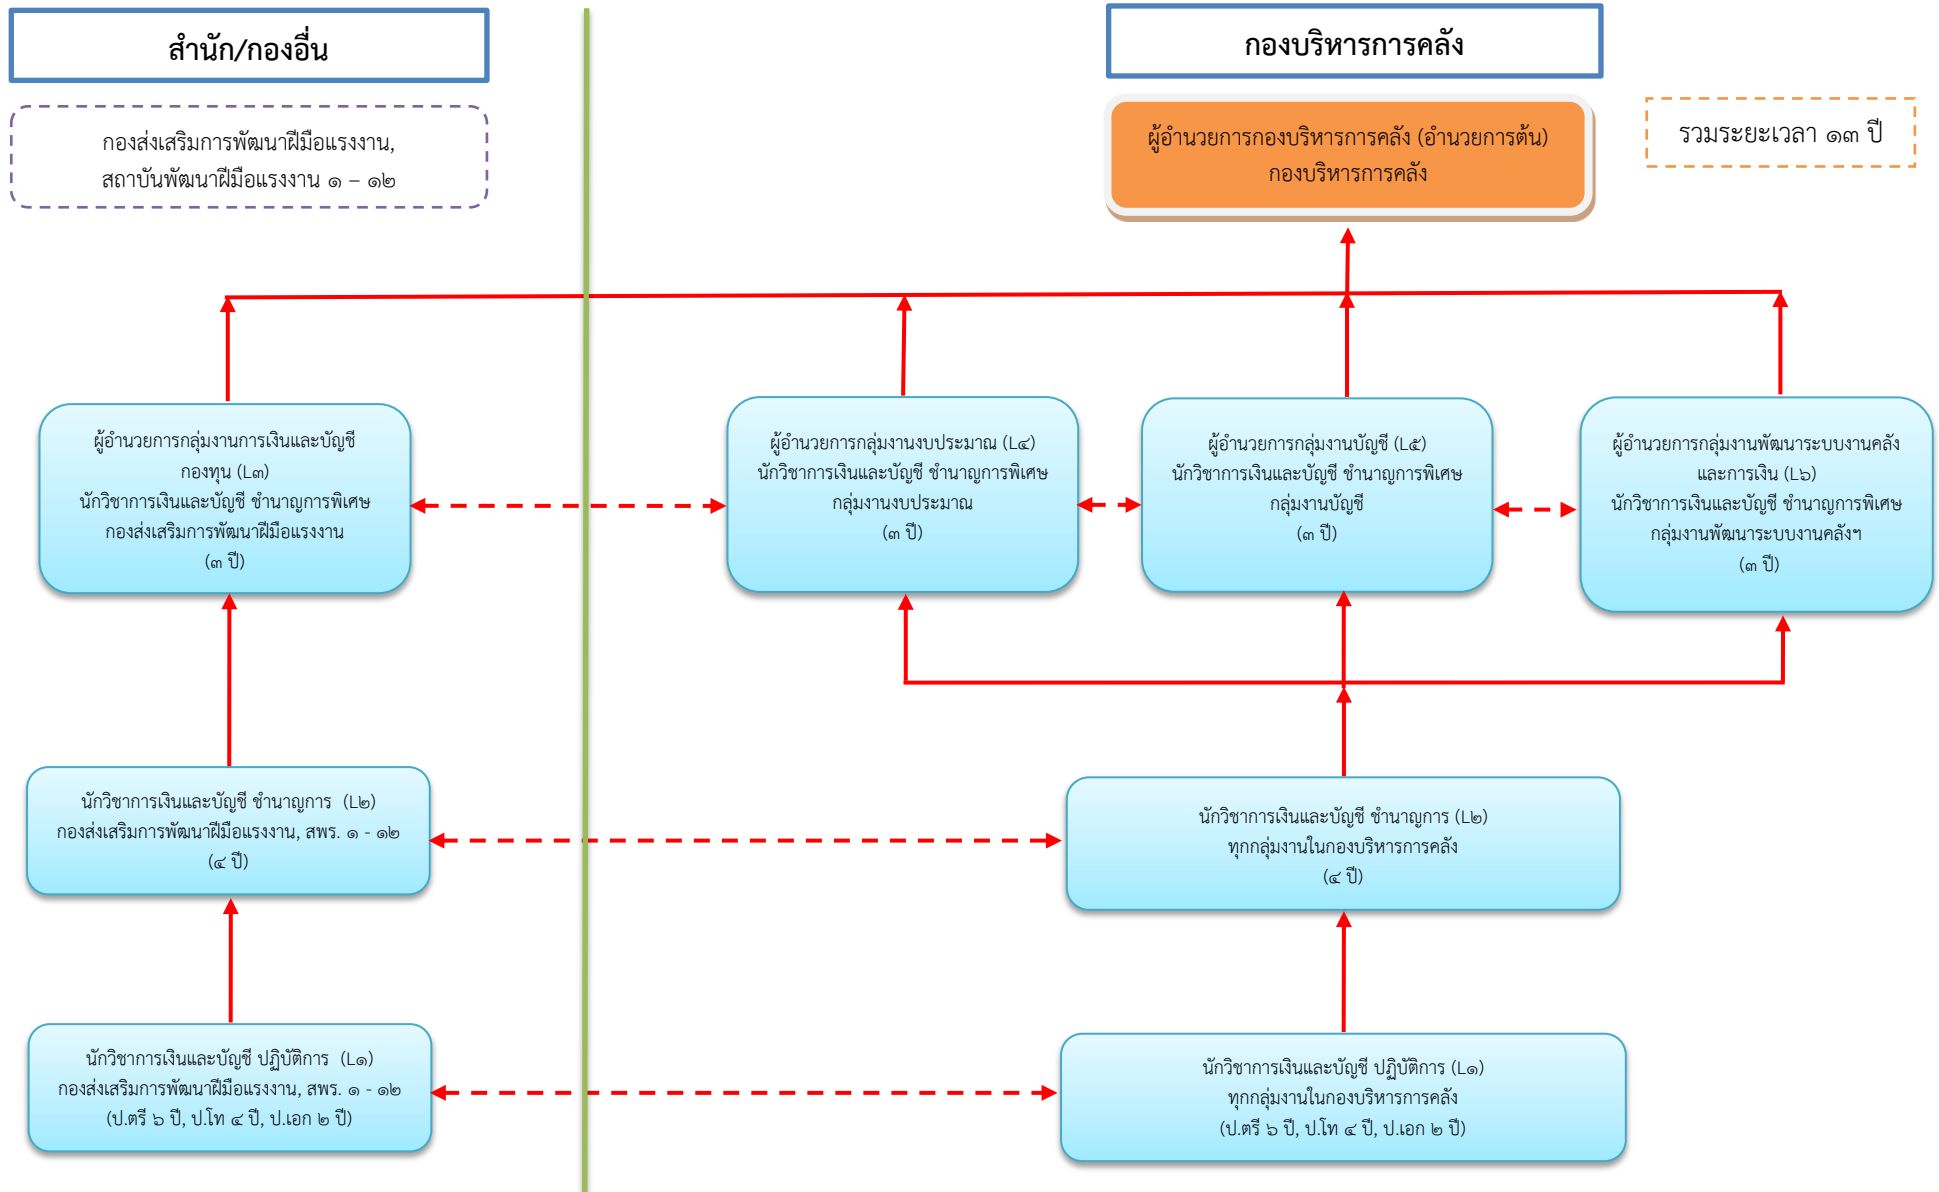 สำนัก/กองอื่น
กองบริหารการคลัง
กองส่งเสริมการพัฒนาฝีมือแรงงาน,
สถาบันพัฒนาฝีมือแรงงาน ๑ – ๑๒
ผู้อำนวยการกองบริหารการคลัง (อำนวยการต้น)
กองบริหารการคลัง
รวมระยะเวลา ๑๓ ปี
ผู้อำนวยการกลุ่มงานการเงินและบัญชี
กองทุน (L๓)
นักวิชาการเงินและบัญชี ชำนาญการพิเศษ
กองส่งเสริมการพัฒนาฝีมือแรงงาน
(๓ ปี)
ผู้อำนวยการกลุ่มงานงบประมาณ (L๔)
นักวิชาการเงินและบัญชี ชำนาญการพิเศษ
กลุ่มงานงบประมาณ
(๓ ปี)
ผู้อำนวยการกลุ่มงานบัญชี (L๕)
นักวิชาการเงินและบัญชี ชำนาญการพิเศษ
กลุ่มงานบัญชี
(๓ ปี)
ผู้อำนวยการกลุ่มงานพัฒนาระบบงานคลัง
และการเงิน (L๖)
นักวิชาการเงินและบัญชี ชำนาญการพิเศษ
กลุ่มงานพัฒนาระบบงานคลังฯ
(๓ ปี)
นักวิชาการเงินและบัญชี ชำนาญการ (L๒)
กองส่งเสริมการพัฒนาฝีมือแรงงาน, สพร. ๑ - ๑๒
(๔ ปี)
นักวิชาการเงินและบัญชี ชำนาญการ (L๒)
ทุกกลุ่มงานในกองบริหารการคลัง
(๔ ปี)
นักวิชาการเงินและบัญชี ปฏิบัติการ (L๑)
กองส่งเสริมการพัฒนาฝีมือแรงงาน, สพร. ๑ - ๑๒
(ป.ตรี ๖ ปี, ป.โท ๔ ปี, ป.เอก ๒ ปี)
นักวิชาการเงินและบัญชี ปฏิบัติการ (L๑)
ทุกกลุ่มงานในกองบริหารการคลัง
(ป.ตรี ๖ ปี, ป.โท ๔ ปี, ป.เอก ๒ ปี)